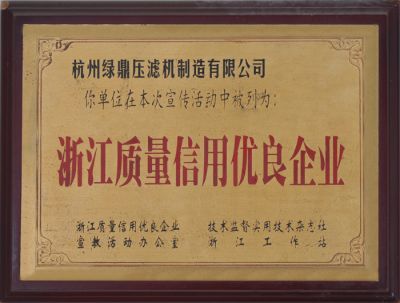 杭州绿鼎压滤机制造有限公司
你单位在本次宣传活动中被列为：
浙江质量信用优良企业
浙江质量信用优良企业 技术监督实用技术杂志社
宣教活动办公室 浙江工作站